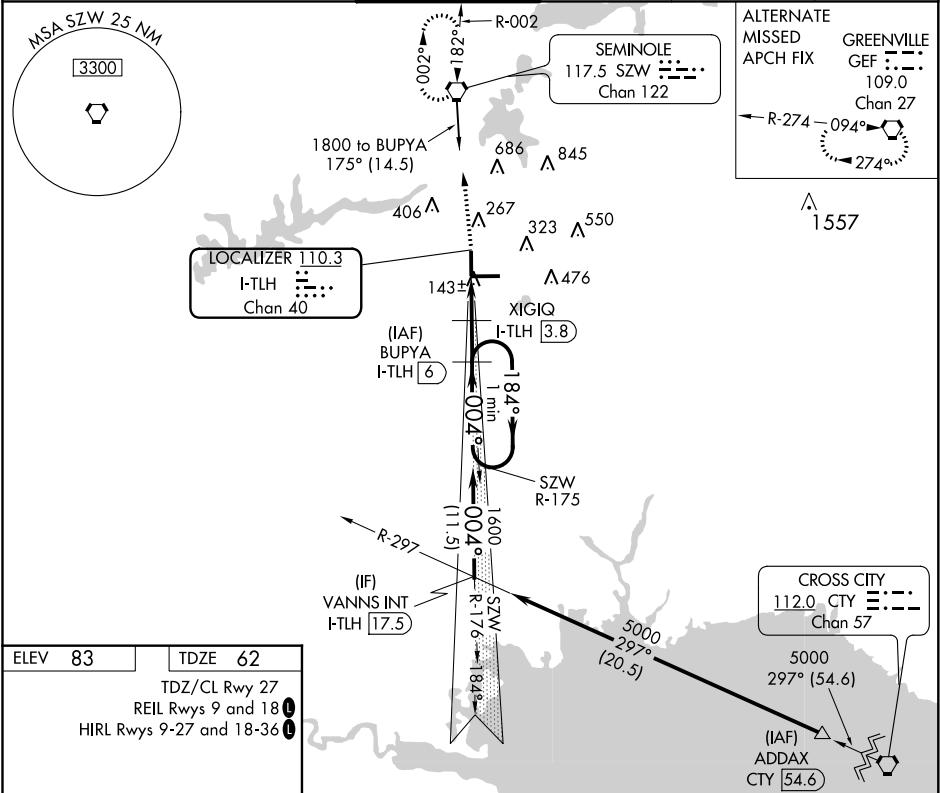 MSA SZW 25 NM
3300
R-002
002°
182°
SEMINOLE
117.5 SZW
Chan 122
ALTERNATE
MISSED
APCH FIX
GREENVILLE
GEF
109.0
Chan 27
R-274
094°
274°
1800 to BUPYA
175° (14.5)
686
845
406
267
323
550
1557
LOCALIZER 110.3
I-TLH
Chan 40
143±
476
XIGIQ
I-TLH 3.8
(IAF)
BUPYA
I-TLH 6
184°
1 min
004°
SZW
R-175
004°
1600
(11.5)
R-297
(IF)
VANNS INT
I-TLH 17.5
SZW
R-176
184°
5000
297°
(20.5)
CROSS CITY
112.0 CTY
Chan 57
5000
297° (54.6)
(IAF)
ADDAX
CTY 54.6
ELEV 83
TDZE 62
TDZ/CL Rwy 27
REIL Rwys 9 and 18 L
HIRL Rwys 9-27 and 18-36 L